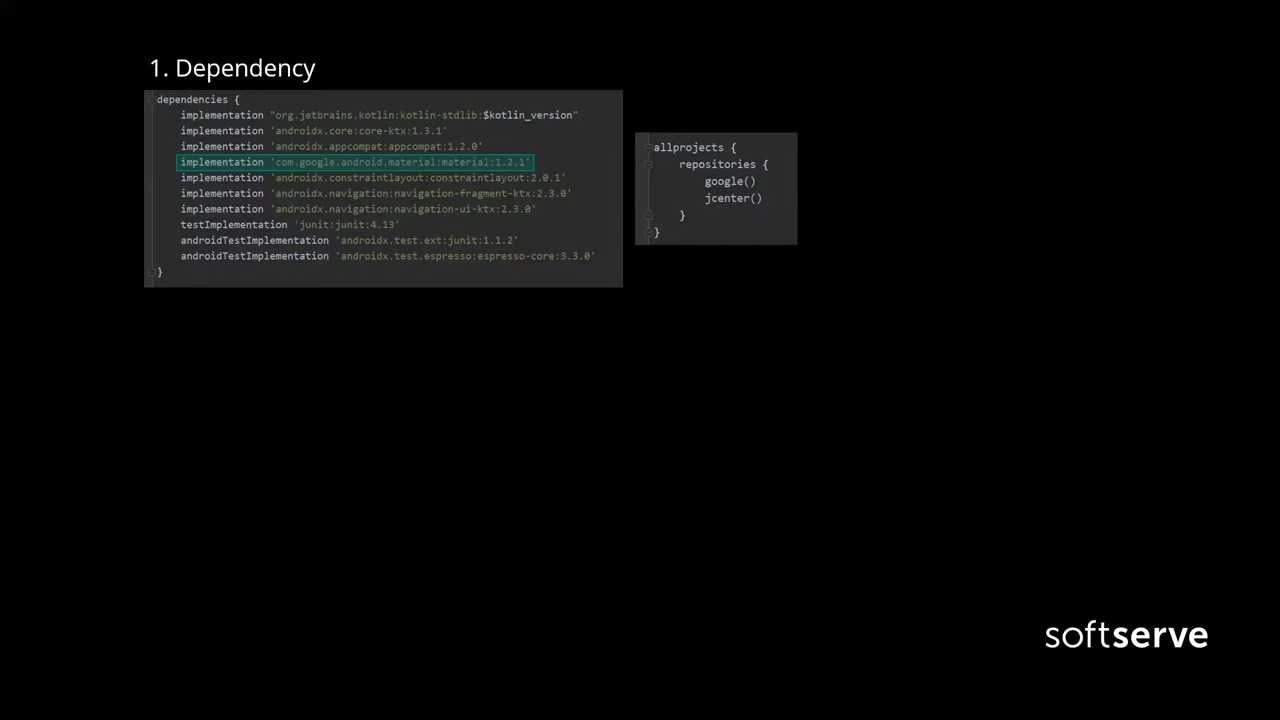 1. Dependency
dependencies {
implementation "org.jetbrains.kotlin:kotlin-stdlib:$kotlin_version"
implementation 'androidx.core:core-ktx:1.3.1'
implementation 'androidx.appcompat:appcompat:1.2.0'
implementation 'com.google.android.material:material:1.2.1'
implementation 'androidx.constraintlayout:constraintlayout:2.0.1'
implementation 'androidx.navigation:navigation-fragment-ktx:2.3.0'
implementation 'androidx.navigation:navigation-ui-ktx:2.3.0'
testImplementation 'junit:junit:4.13'
androidTestImplementation 'androidx.test.ext:junit:1.1.2'
androidTestImplementation 'androidx.test.espresso:espresso-core:3.3.0'
}
allprojects {
repositories {
google()
jcenter()
}
}
softserve